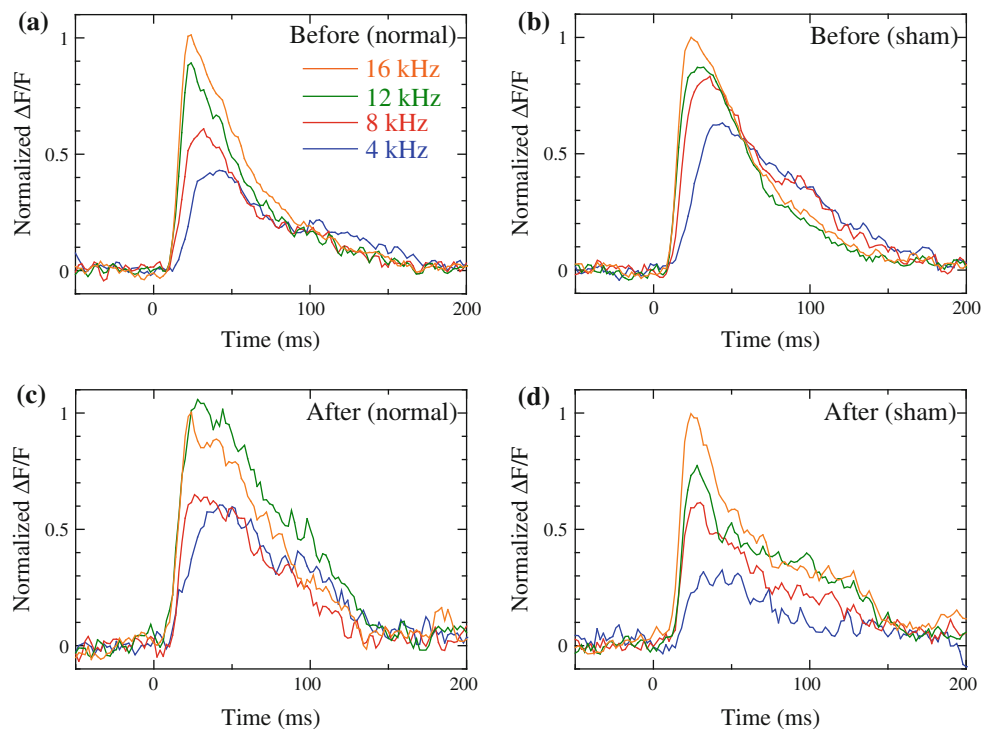 (a)
Before (normal)
16 kHz
12 kHz
8 kHz
4 kHz
1
0.5
0
Normalized ΔF/F
0
100
200
Time (ms)
(b)
Before (sham)
1
0.5
0
Normalized ΔF/F
0
100
200
Time (ms)
(c)
After (normal)
1
0.5
0
Normalized ΔF/F
0
100
200
Time (ms)
(d)
After (sham)
1
0.5
0
Normalized ΔF/F
0
100
200
Time (ms)